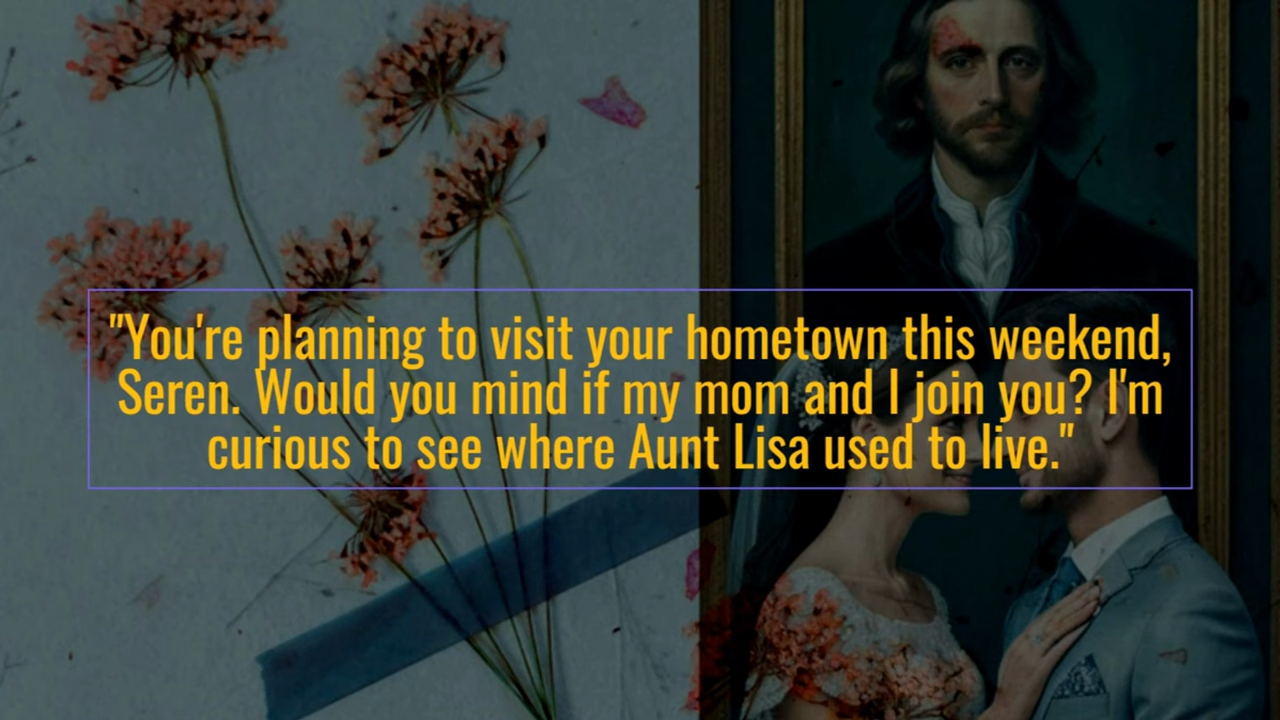 "You're planning to visit your hometown this weekend,
Seren. Would you mind if my mom and I join you? I'm
curious to see where Aunt Lisa used to live."